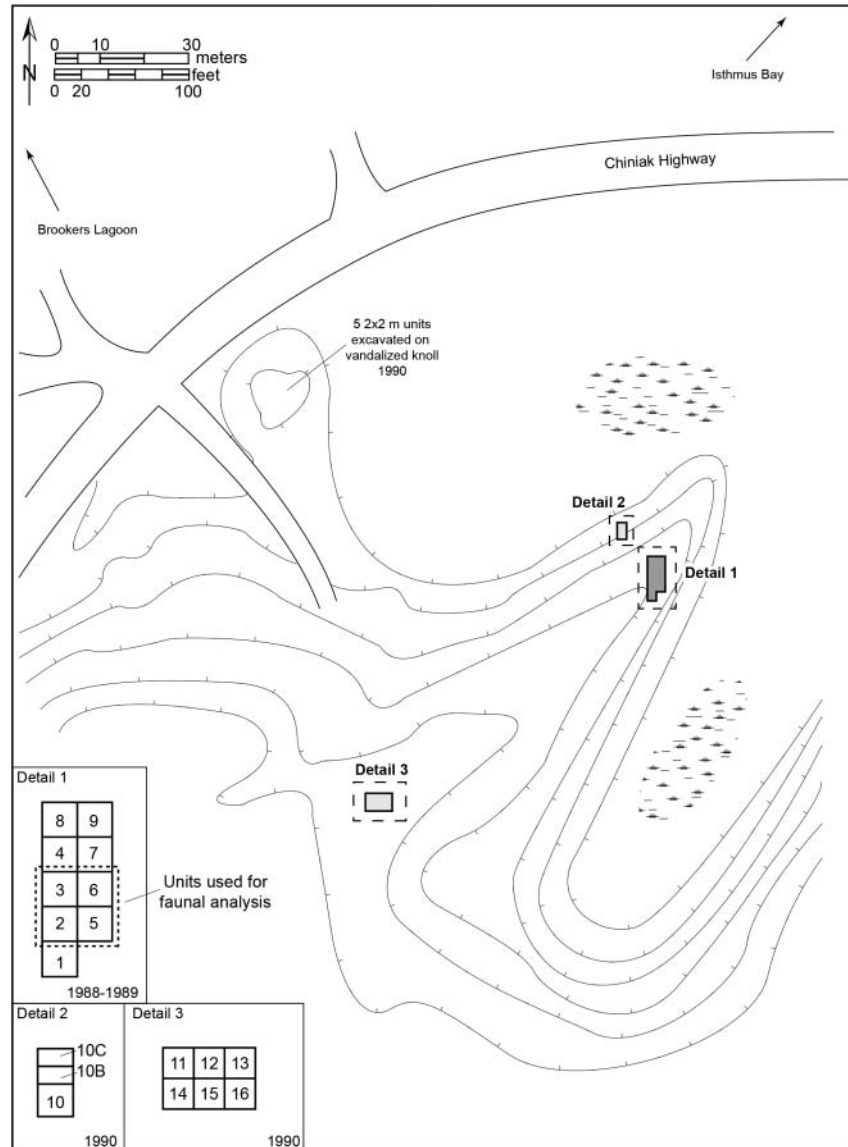 0 10 30
meters
N
feet
0 20 100
Isthmus Bay
Chiniak Highway
Brookers Lagoon
5 2x2 m units
excavated on
vandalized knoll
1990
Detail 2
Detail 1
Detail 3
Detail 1
8 9
4 7
3 6
2 5
1
Units used for
faunal analysis
1988-1989
Detail 2
10C
10B
10
1990
Detail 3
11 12 13
14 15 16
1990